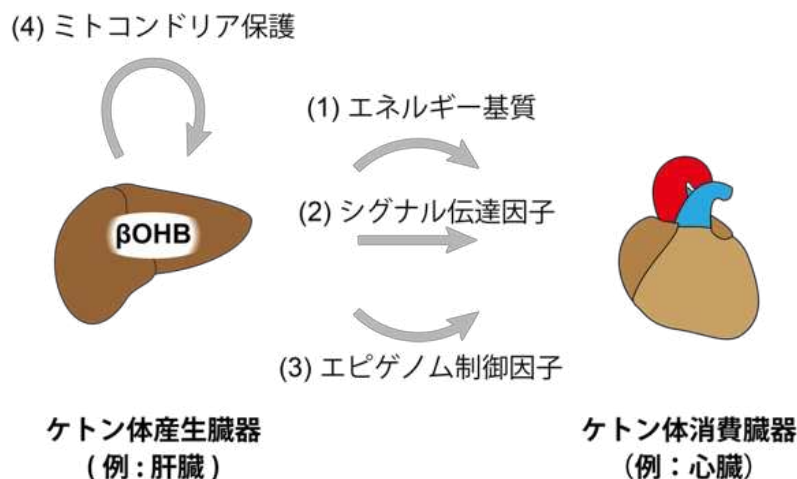 (4) ミトコンドリア保護
(1) エネルギー基質
(2) シグナル伝達因子
βOHB
(3) エピゲノム制御因子
ケトン体産生臓器
( 例 : 肝臓 )
ケトン体消費臓器
（例：心臓）